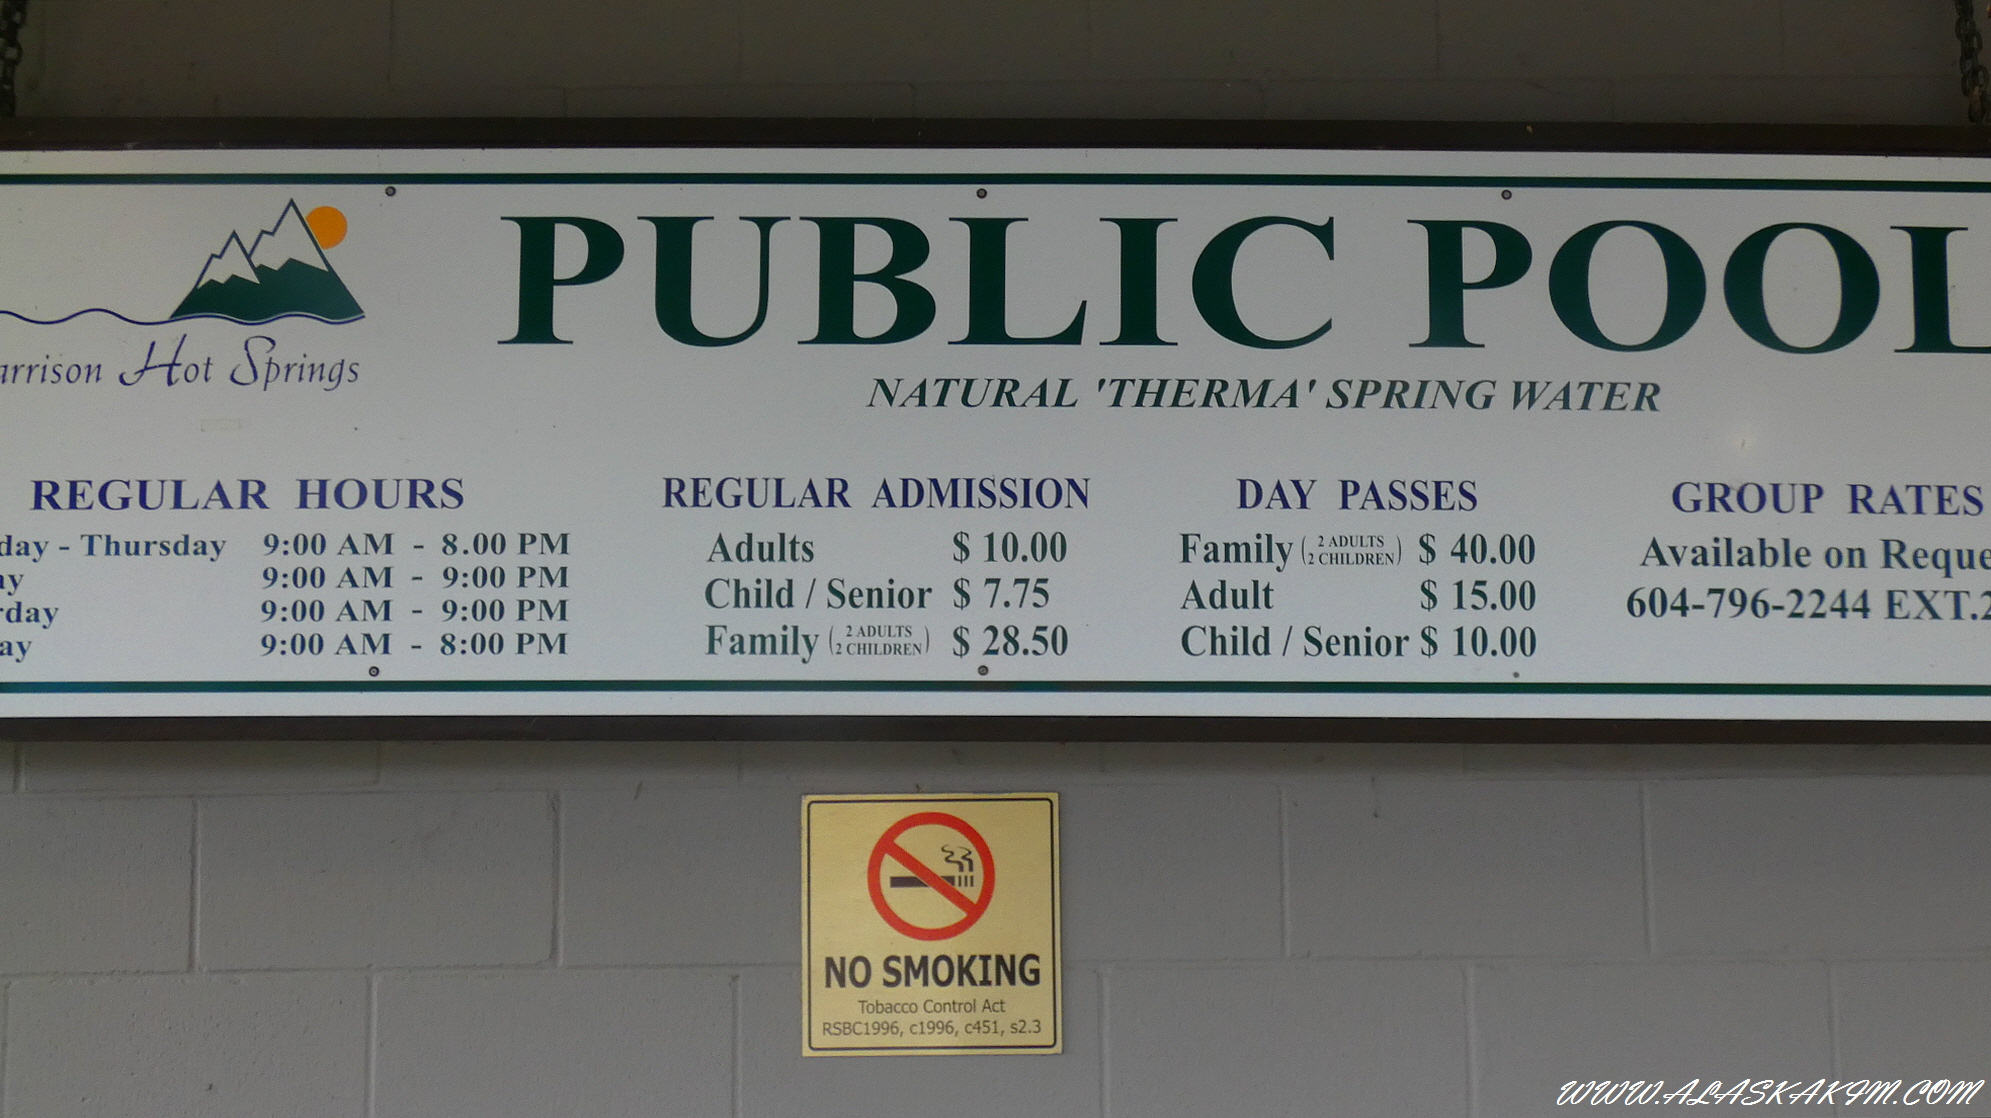 PUBLIC POOL
arrison Hot Springs
NATURAL 'THERMA' SPRING WATER
REGULAR HOURS
day - Thursday 9:00 AM - 8.00 PM
ay 9:00 AM - 9:00 PM
rday 9:00 AM - 9:00 PM
ay 9:00 AM - 8:00 PM
REGULAR ADMISSION
Adults $ 10.00
Child / Senior $ 7.75
Family (2 ADULTS 2 CHILDREN) $ 28.50
DAY PASSES
Family (2 ADULTS 2 CHILDREN) $ 40.00
Adult $ 15.00
Child / Senior $ 10.00
GROUP RATES
Available on Reque
604-796-2244 EXT.2
NO SMOKING
Tobacco Control Act
RSBC1996, c1996, c451, s2.3
WWW.ALASKAKIM.COM